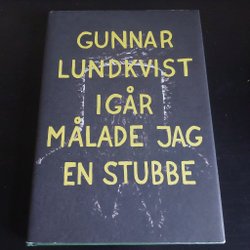 GUNNAR
LUNDKVIST
IGÅR
MÅLADE JAG
EN STUBBE